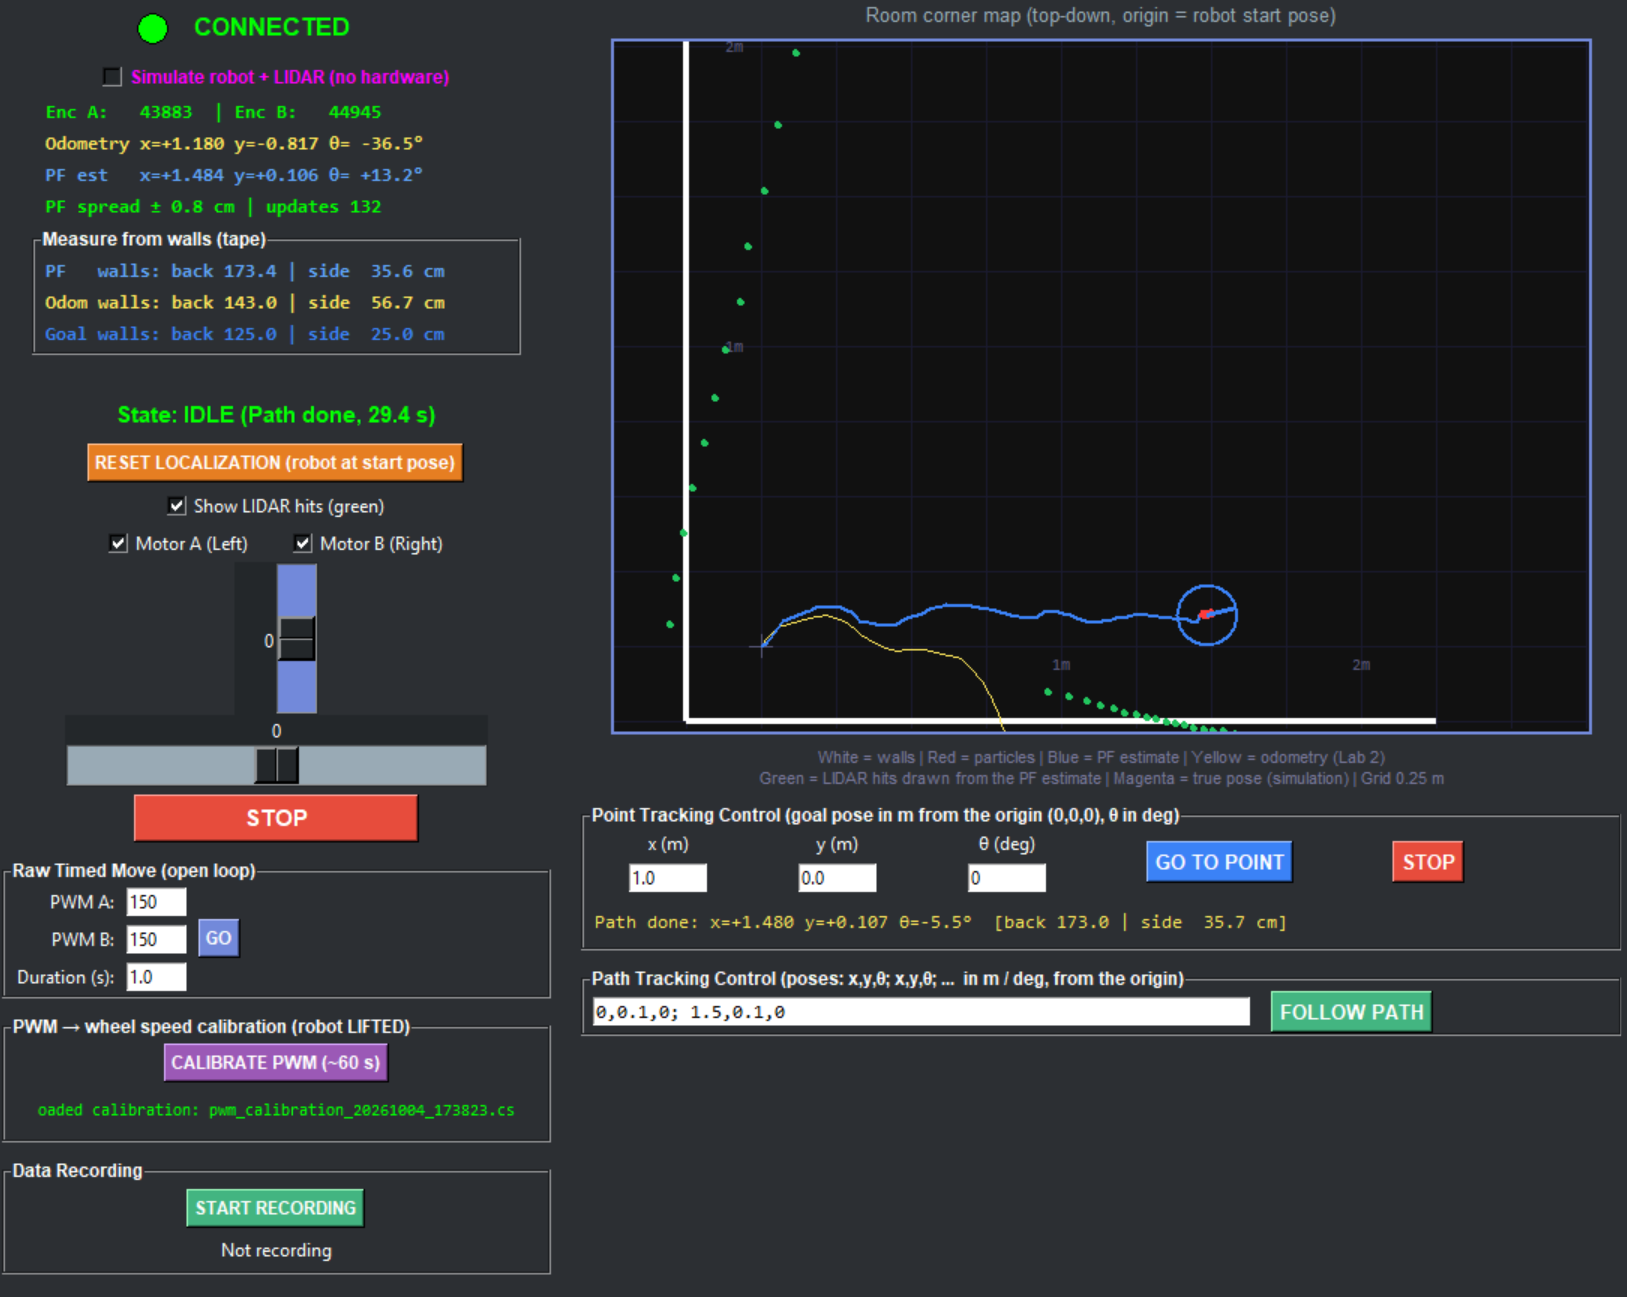 CONNECTED
Simulate robot + LIDAR (no hardware)
Enc A: 43883 | Enc B: 44945
Odometry x=+1.180 y=-0.817 θ= -36.5°
PF est x=+1.484 y=+0.106 θ= +13.2°
PF spread ± 0.8 cm | updates 132
Measure from walls (tape)
PF walls: back 173.4 | side 35.6 cm
Odom walls: back 143.0 | side 56.7 cm
Goal walls: back 125.0 | side 25.0 cm
State: IDLE (Path done, 29.4 s)
RESET LOCALIZATION (robot at start pose)
Show LIDAR hits (green)
Motor A (Left) Motor B (Right)
0
0
STOP
Raw Timed Move (open loop)
PWM A: 150
PWM B: 150
GO
Duration (s): 1.0
PWM → wheel speed calibration (robot LIFTED)
CALIBRATE PWM (~60 s)
oaded calibration: pwm_calibration_20261004_173823.cs
Data Recording
START RECORDING
Not recording
Room corner map (top-down, origin = robot start pose)
2m
1m
1m 2m
White = walls | Red = particles | Blue = PF estimate | Yellow = odometry (Lab 2)
Green = LIDAR hits drawn from the PF estimate | Magenta = true pose (simulation) | Grid 0.25 m
Point Tracking Control (goal pose in m from the origin (0,0,0), θ in deg)
x (m) y (m) θ (deg)
1.0 0.0 0
GO TO POINT STOP
Path done: x=+1.480 y=+0.107 θ=-5.5° [back 173.0 | side 35.7 cm]
Path Tracking Control (poses: x,y,θ; x,y,θ; ... in m / deg, from the origin)
0,0.1,0; 1.5,0.1,0
FOLLOW PATH